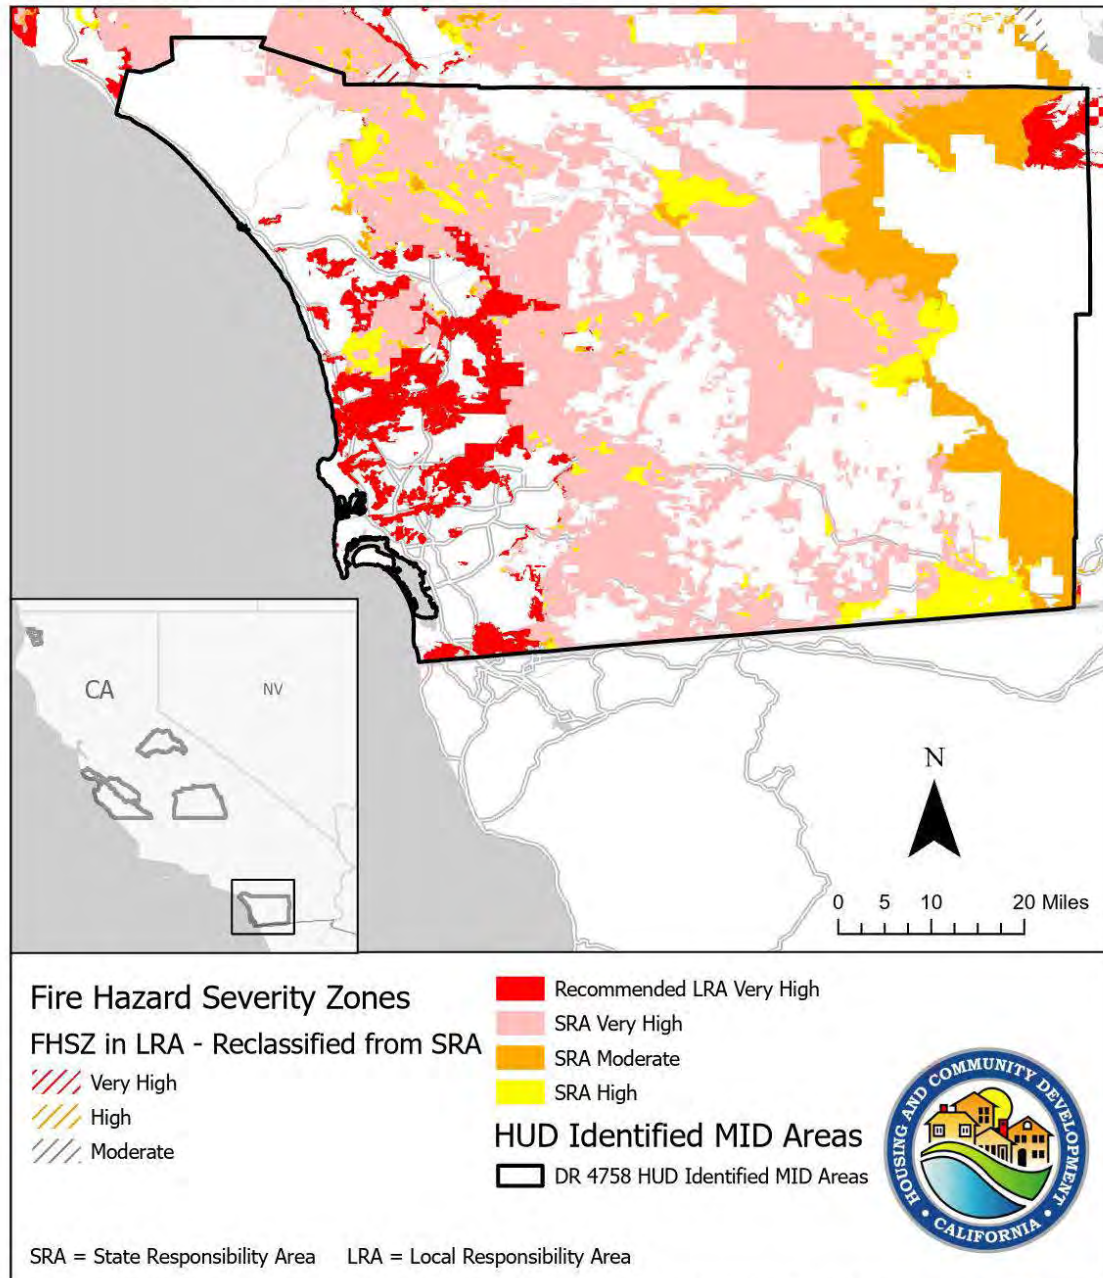 CA
NV
N
0 5 10 20 Miles
Fire Hazard Severity Zones
FHSZ in LRA - Reclassified from SRA
Very High
High
Moderate
Recommended LRA Very High
SRA Very High
SRA Moderate
SRA High
HUD Identified MID Areas
DR 4758 HUD Identified MID Areas
HOUSING AND COMMUNITY DEVELOPMENT
• CALIFORNIA •
SRA = State Responsibility Area LRA = Local Responsibility Area